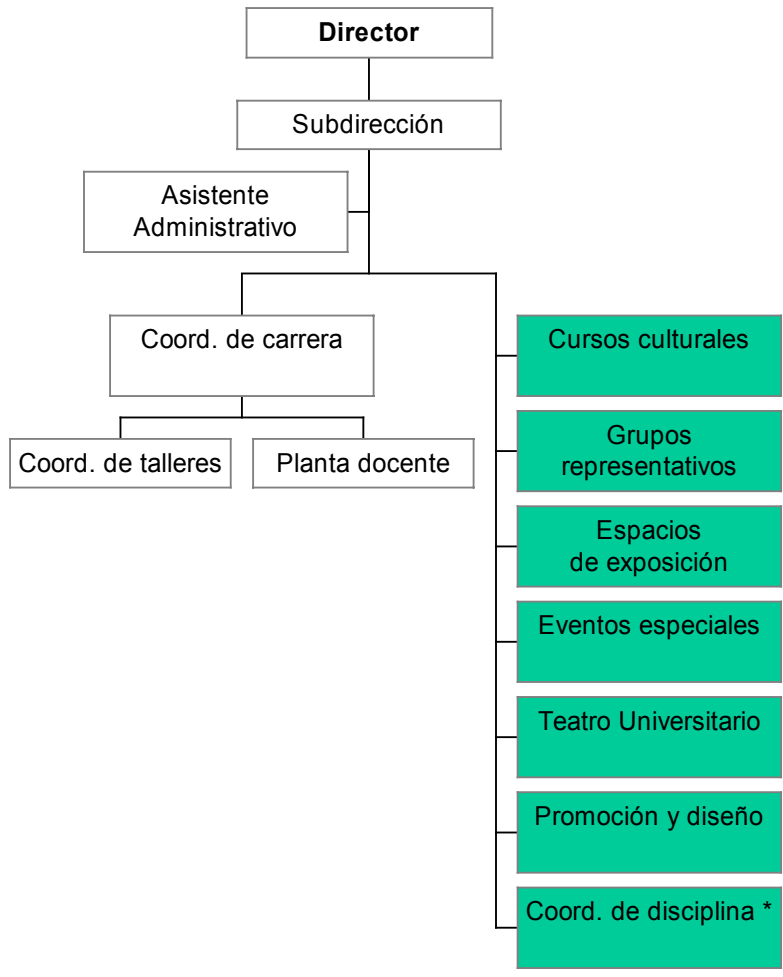 Director
Subdirección
Asistente
Administrativo
Coord. de carrera
Coord. de talleres
Planta docente
Cursos culturales
Grupos
representativos
Espacios
de exposición
Eventos especiales
Teatro Universitario
Promoción y diseño
Coord. de disciplina *